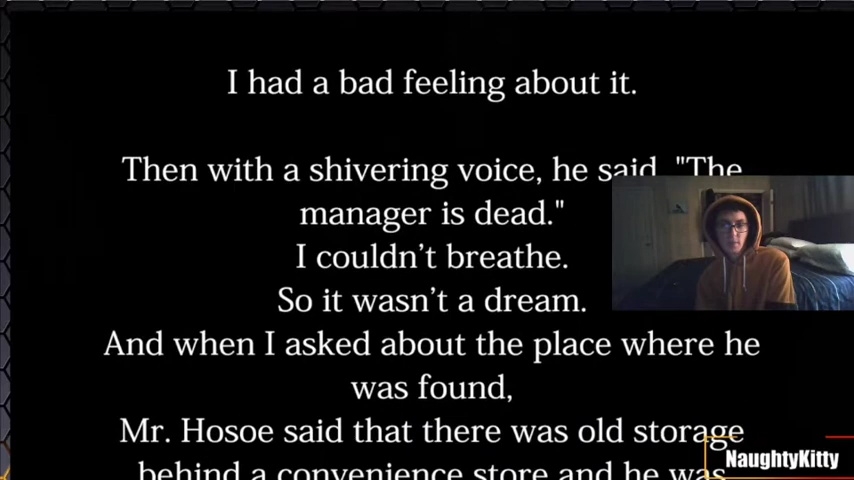 I had a bad feeling about it.
Then with a shivering voice, he said, "The
manager is dead."
I couldn’t breathe.
So it wasn’t a dream.
And when I asked about the place where he
was found,
Mr. Hosoe said that there was old storage
behind a convenience store and he was
NaughtyKitty